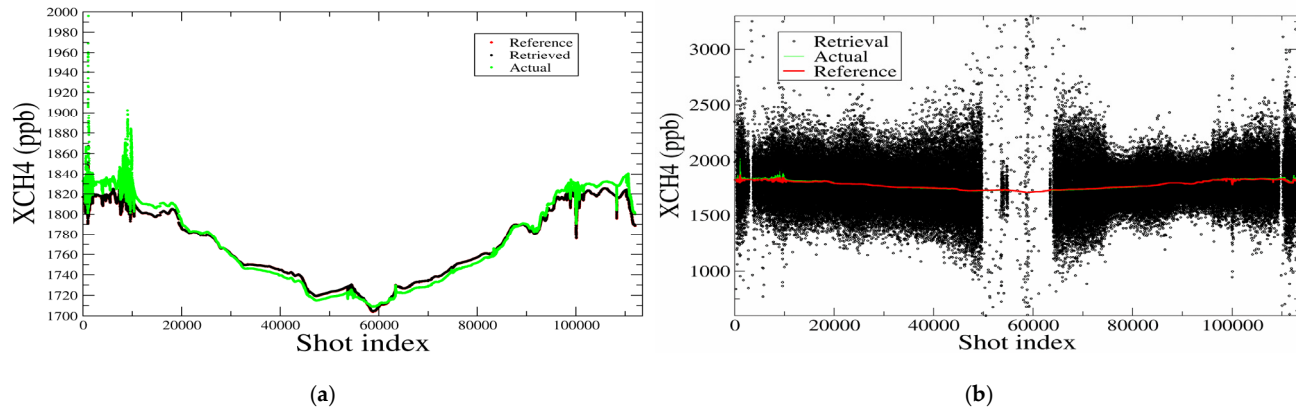 2000
1980
1960
1940
1920
1900
1880
1860
1840
1820
1800
1780
1760
1740
1720
1700
XCH4 (ppb)
Reference
Retrieved
Actual
0 20000 40000 60000 80000 100000
Shot index
(a)
3000
2500
2000
1500
1000
XCH4 (ppb)
Retrieval
Actual
Reference
0 20000 40000 60000 80000 100000
Shot index
(b)